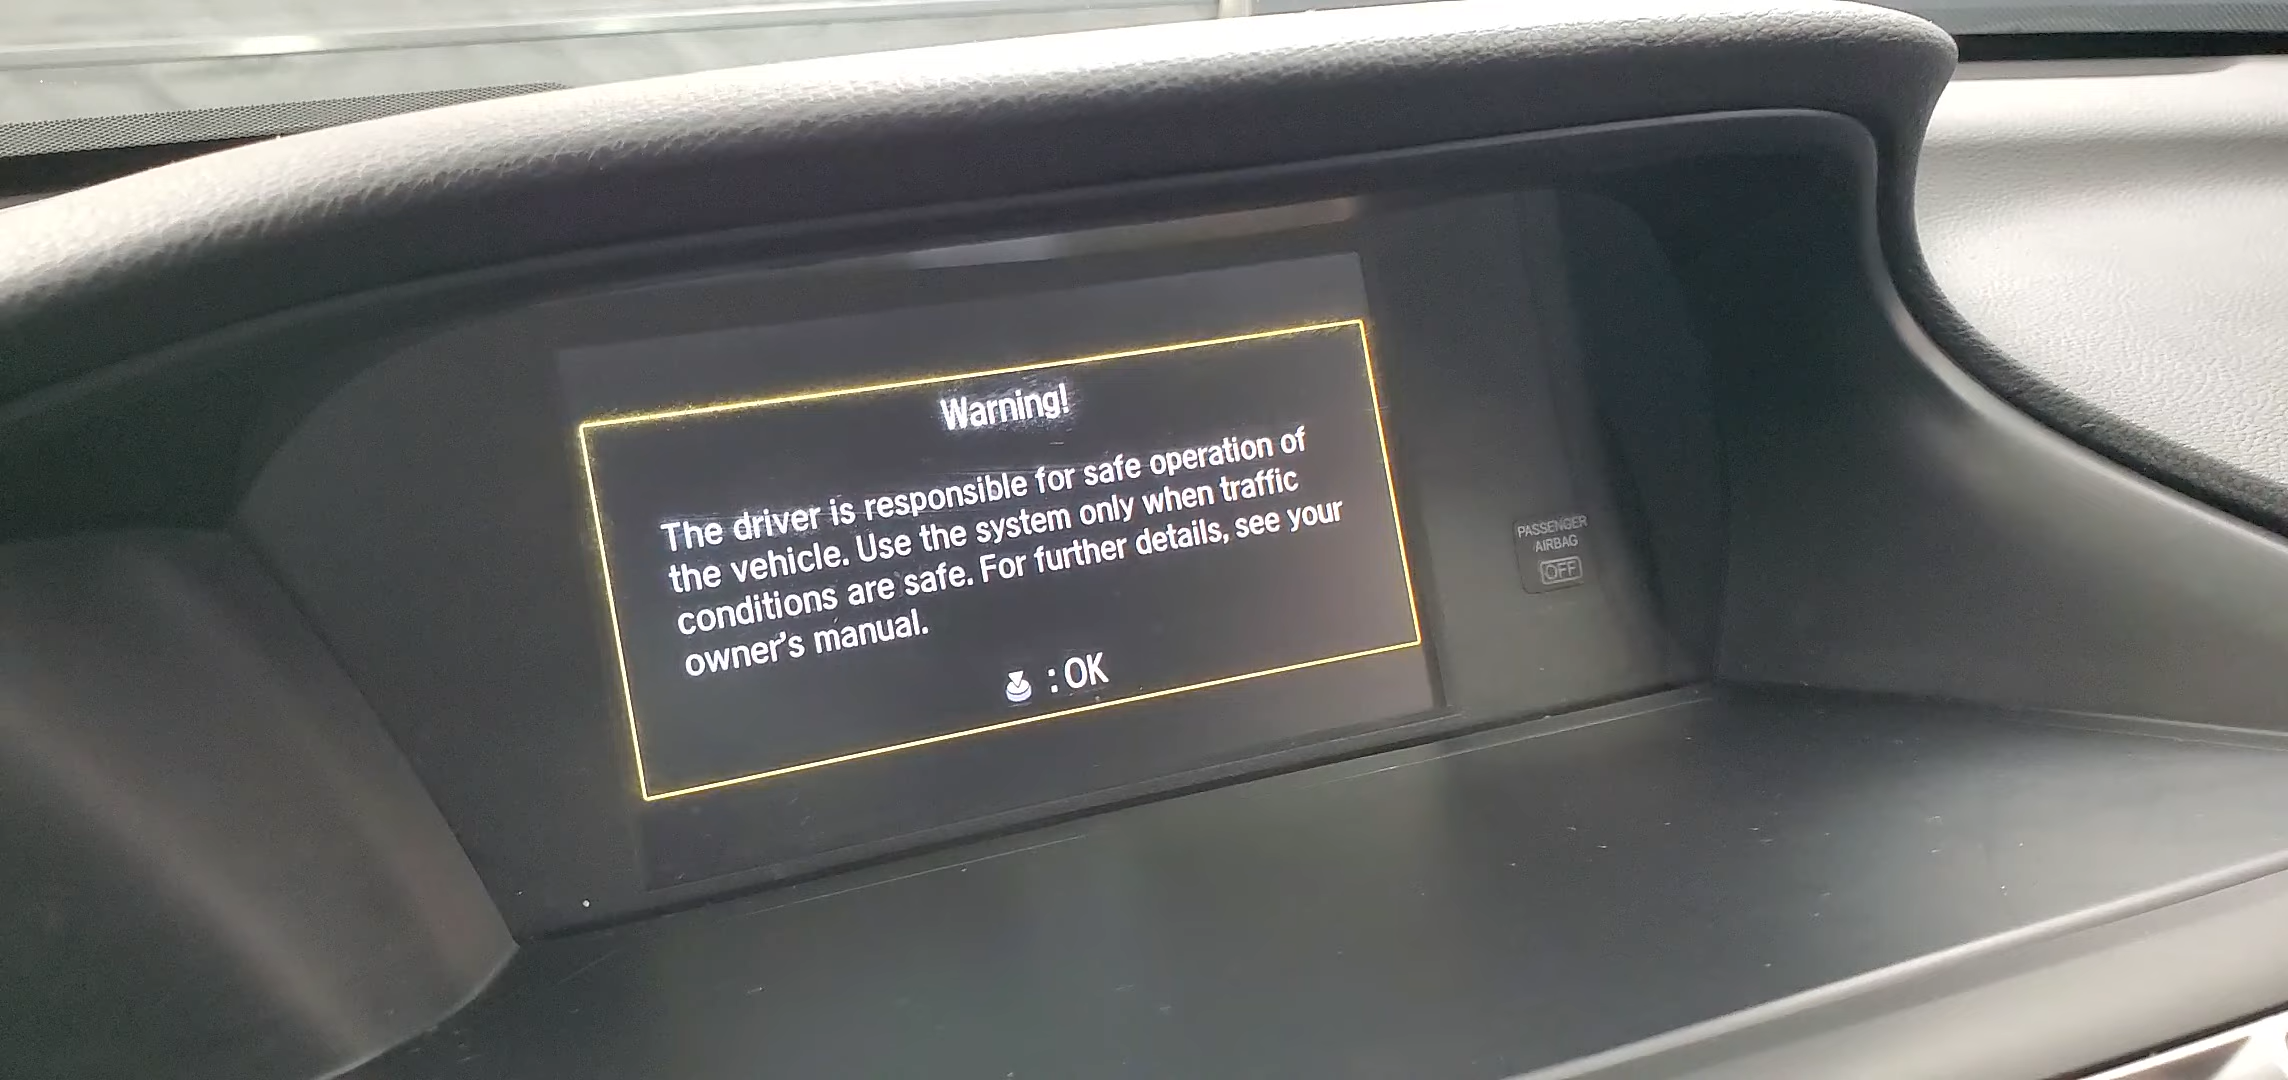 Warning!
The driver is responsible for safe operation of
the vehicle. Use the system only when traffic
conditions are safe. For further details, see your
owner's manual.
: OK
PASSENGER
AIRBAG
OFF